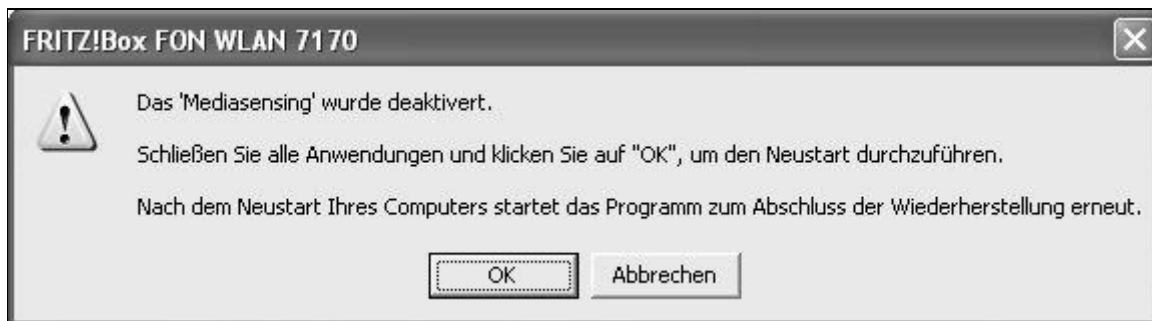 FRITZ!Box FON WLAN 7170
Das 'Mediasensing' wurde deaktivert.
Schließen Sie alle Anwendungen und klicken Sie auf "OK", um den Neustart durchzuführen.
Nach dem Neustart Ihres Computers startet das Programm zum Abschluss der Wiederherstellung erneut.
OK Abbrechen